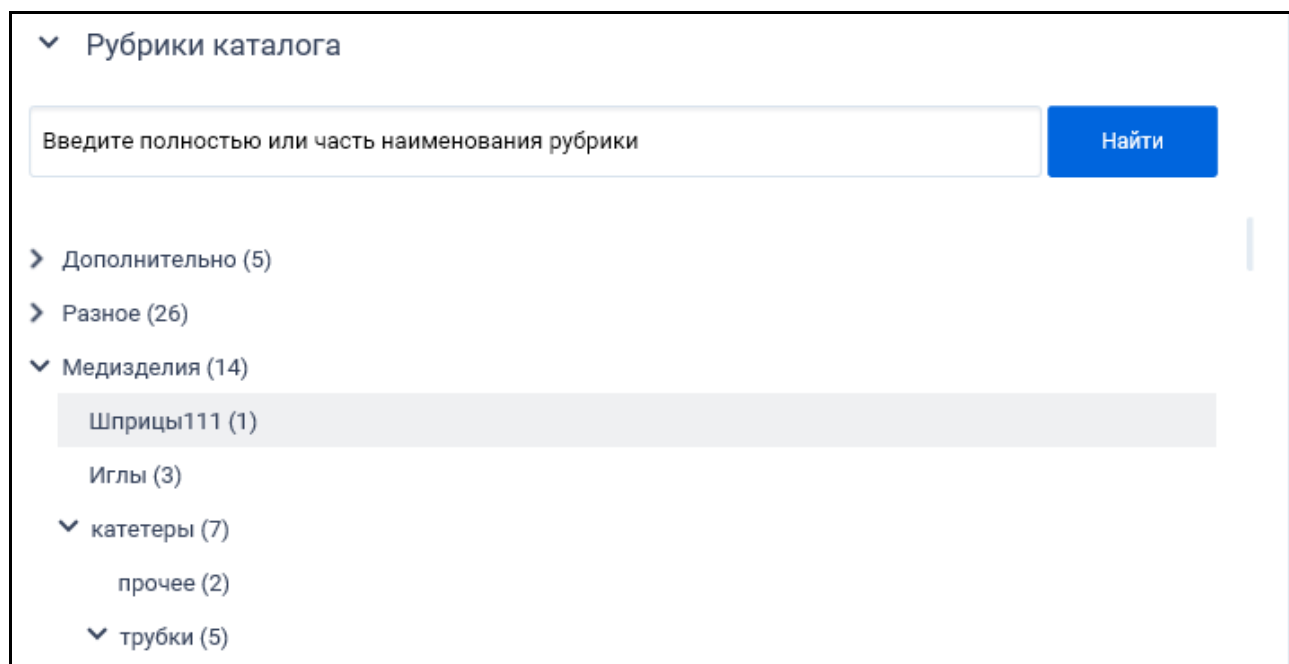 Рубрики каталога
Введите полностью или часть наименования рубрики
Найти
Дополнительно (5)
Разное (26)
Медизделия (14)
Шприцы111 (1)
Иглы (3)
катетеры (7)
прочее (2)
трубки (5)